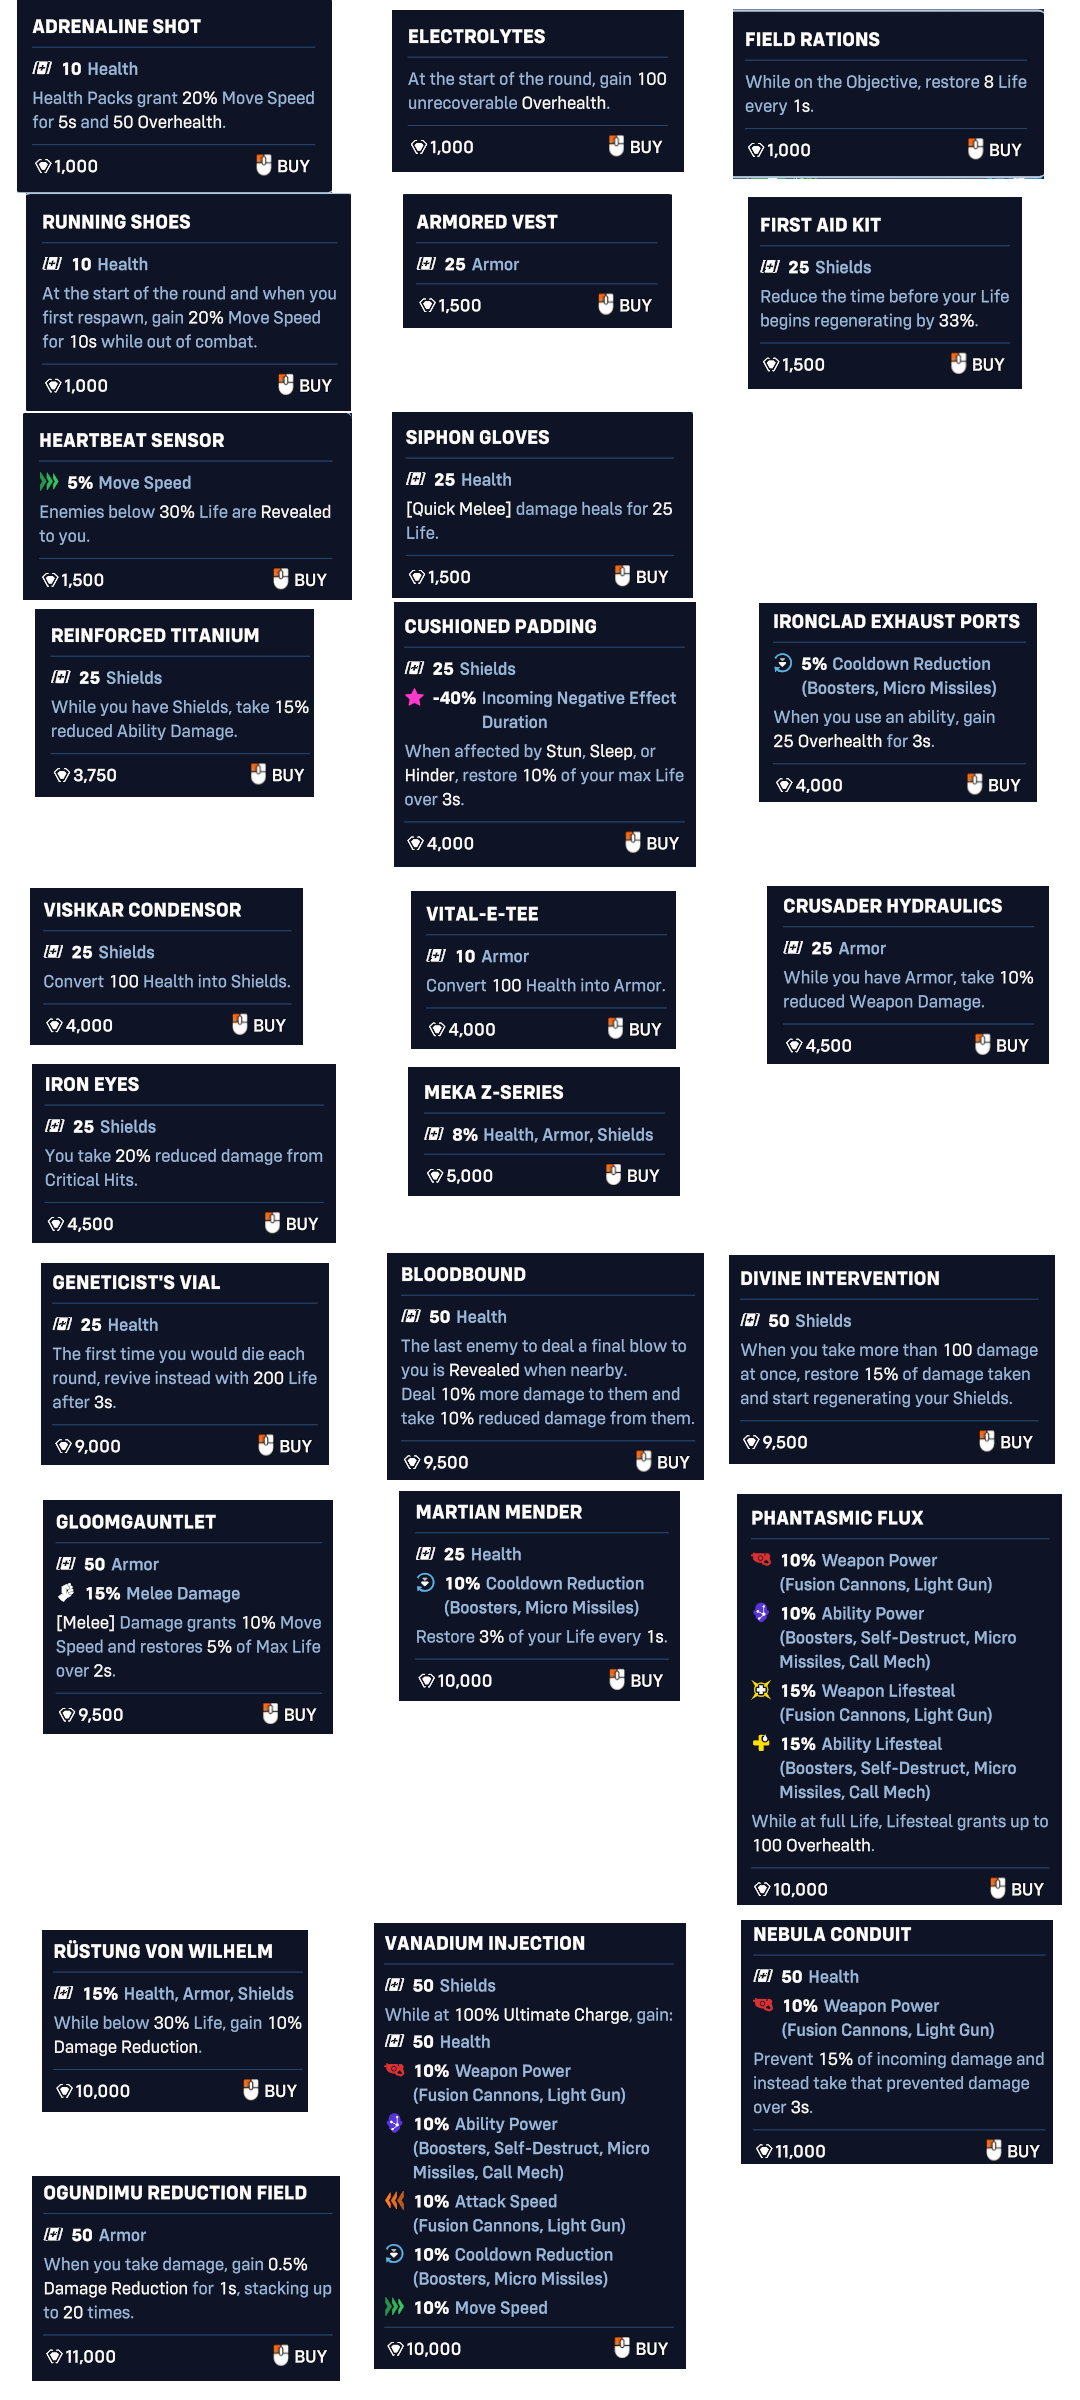 ADRENALINE SHOT
10 Health
Health Packs grant 20% Move Speed
for 5s and 50 Overhealth.
1,000 BUY
ELECTROLYTES
At the start of the round, gain 100
unrecoverable Overhealth.
1,000 BUY
FIELD RATIONS
While on the Objective, restore 8 Life
every 1s.
1,000 BUY
RUNNING SHOES
10 Health
At the start of the round and when you
first respawn, gain 20% Move Speed
for 10s while out of combat.
1,000 BUY
ARMORED VEST
25 Armor
1,500 BUY
FIRST AID KIT
25 Shields
Reduce the time before your Life
begins regenerating by 33%.
1,500 BUY
HEARTBEAT SENSOR
5% Move Speed
Enemies below 30% Life are Revealed
to you.
1,500 BUY
SIPHON GLOVES
25 Health
[Quick Melee] damage heals for 25
Life.
1,500 BUY
REINFORCED TITANIUM
25 Shields
While you have Shields, take 15%
reduced Ability Damage.
3,750 BUY
CUSHIONED PADDING
25 Shields
-40% Incoming Negative Effect
Duration
When affected by Stun, Sleep, or
Hinder, restore 10% of your max Life
over 3s.
4,000 BUY
IRONCLAD EXHAUST PORTS
5% Cooldown Reduction
(Boosters, Micro Missiles)
When you use an ability, gain
25 Overhealth for 3s.
4,000 BUY
VISHKAR CONDENSOR
25 Shields
Convert 100 Health into Shields.
4,000 BUY
VITAL-E-TEE
10 Armor
Convert 100 Health into Armor.
4,000 BUY
CRUSADER HYDRAULICS
25 Armor
While you have Armor, take 10%
reduced Weapon Damage.
4,500 BUY
IRON EYES
25 Shields
You take 20% reduced damage from
Critical Hits.
4,500 BUY
MEKA Z-SERIES
8% Health, Armor, Shields
5,000 BUY
GENETICIST'S VIAL
25 Health
The first time you would die each
round, revive instead with 200 Life
after 3s.
9,000 BUY
BLOODBOUND
50 Health
The last enemy to deal a final blow to
you is Revealed when nearby.
Deal 10% more damage to them and
take 10% reduced damage from them.
9,500 BUY
DIVINE INTERVENTION
50 Shields
When you take more than 100 damage
at once, restore 15% of damage taken
and start regenerating your Shields.
9,500 BUY
GLOOMGAUNTLET
50 Armor
15% Melee Damage
[Melee] Damage grants 10% Move
Speed and restores 5% of Max Life
over 2s.
9,500 BUY
MARTIAN MENDER
25 Health
10% Cooldown Reduction
(Boosters, Micro Missiles)
Restore 3% of your Life every 1s.
10,000 BUY
PHANTASMIC FLUX
10% Weapon Power
(Fusion Cannons, Light Gun)
10% Ability Power
(Boosters, Self-Destruct, Micro
Missiles, Call Mech)
15% Weapon Lifesteal
(Fusion Cannons, Light Gun)
15% Ability Lifesteal
(Boosters, Self-Destruct, Micro
Missiles, Call Mech)
While at full Life, Lifesteal grants up to
100 Overhealth.
10,000 BUY
RÜSTUNG VON WILHELM
15% Health, Armor, Shields
While below 30% Life, gain 10%
Damage Reduction.
10,000 BUY
VANADIUM INJECTION
50 Shields
While at 100% Ultimate Charge, gain:
50 Health
10% Weapon Power
(Fusion Cannons, Light Gun)
10% Ability Power
(Boosters, Self-Destruct, Micro
Missiles, Call Mech)
10% Attack Speed
(Fusion Cannons, Light Gun)
10% Cooldown Reduction
(Boosters, Micro Missiles)
10% Move Speed
10,000 BUY
NEBULA CONDUIT
50 Health
10% Weapon Power
(Fusion Cannons, Light Gun)
Prevent 15% of incoming damage and
instead take that prevented damage
over 3s.
11,000 BUY
OGUNDIMU REDUCTION FIELD
50 Armor
When you take damage, gain 0.5%
Damage Reduction for 1s, stacking up
to 20 times.
11,000 BUY